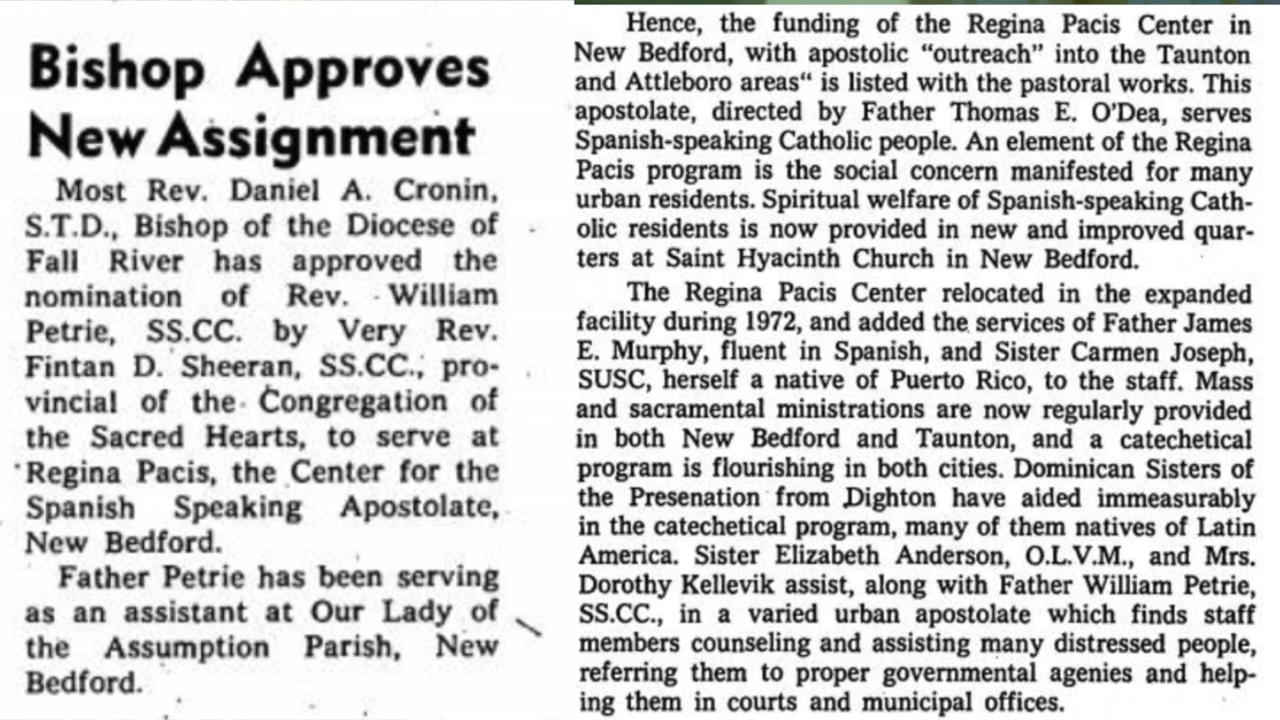 Bishop Approves
New Assignment
Most Rev. Daniel A. Cronin,
S.T.D., Bishop of the Diocese of
Fall River has approved the
nomination of Rev. William
Petrie, SS.CC. by Very Rev.
Fintan D. Sheeran, SS.CC., pro-
vincial of the Congregation of
the Sacred Hearts, to serve at
Regina Pacis, the Center for the
Spanish Speaking Apostolate,
New Bedford.
Father Petrie has been serving
as an assistant at Our Lady of
the Assumption Parish, New
Bedford.
Hence, the funding of the Regina Pacis Center in
New Bedford, with apostolic “outreach” into the Taunton
and Attleboro areas“ is listed with the pastoral works. This
apostolate, directed by Father Thomas E. O'Dea, serves
Spanish-speaking Catholic people. An element of the Regina
Pacis program is the social concern manifested for many
urban residents. Spiritual welfare of Spanish-speaking Cath-
olic residents is now provided in new and improved quar-
ters at Saint Hyacinth Church in New Bedford.
The Regina Pacis Center relocated in the expanded
facility during 1972, and added the services of Father James
E. Murphy, fluent in Spanish, and Sister Carmen Joseph,
SUSC, herself a native of Puerto Rico, to the staff. Mass
and sacramental ministrations are now regularly provided
in both New Bedford and Taunton, and a catechetical
program is flourishing in both cities. Dominican Sisters of
the Presenation from Dighton have aided immeasurably
in the catechetical program, many of them natives of Latin
America. Sister Elizabeth Anderson, O.L.V.M., and Mrs.
Dorothy Kellevik assist, along with Father William Petrie,
SS.CC., in a varied urban apostolate which finds staff
members counseling and assisting many distressed people,
referring them to proper governmental agenies and help-
ing them in courts and municipal offices.